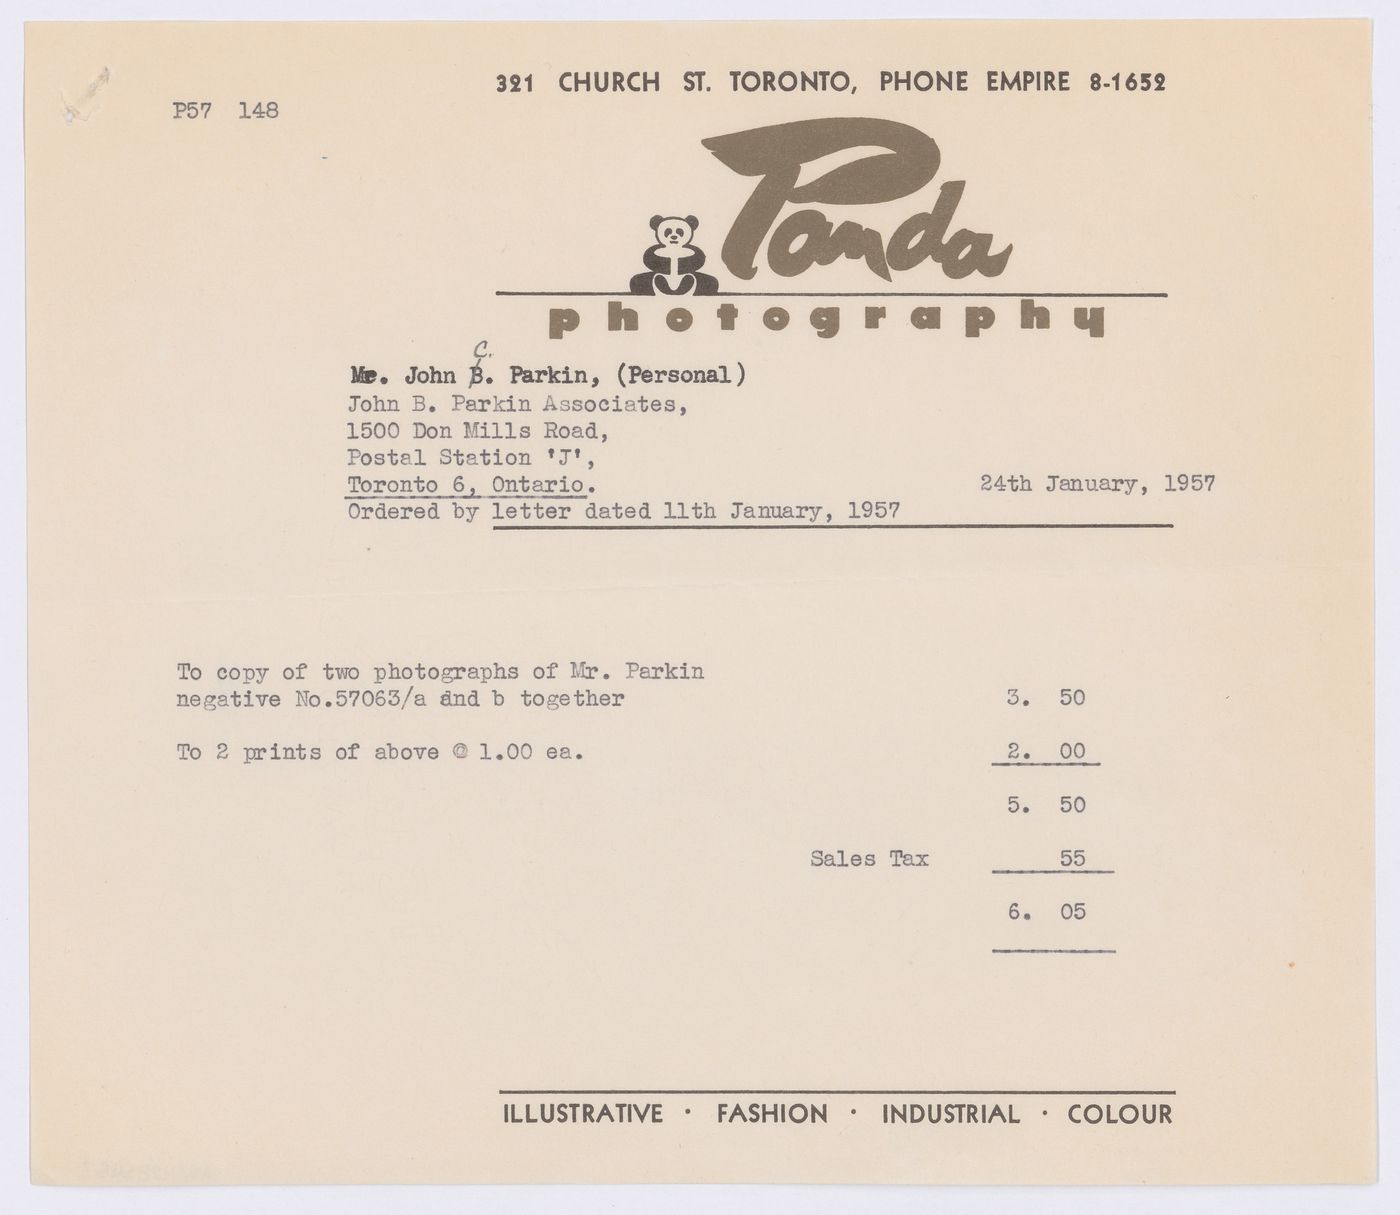 321 CHURCH ST. TORONTO, PHONE EMPIRE 8-1652
P57 148
Panda
photography
C.
Mr. John B. Parkin, (Personal)
John B. Parkin Associates,
1500 Don Mills Road,
Postal Station 'J',
Toronto 6, Ontario.
24th January, 1957
Ordered by letter dated 11th January, 1957
To copy of two photographs of Mr. Parkin
negative No.57063/a and b together 3. 50
To 2 prints of above @ 1.00 ea. 2. 00
5. 50
Sales Tax 55
6. 05
ILLUSTRATIVE · FASHION · INDUSTRIAL · COLOUR